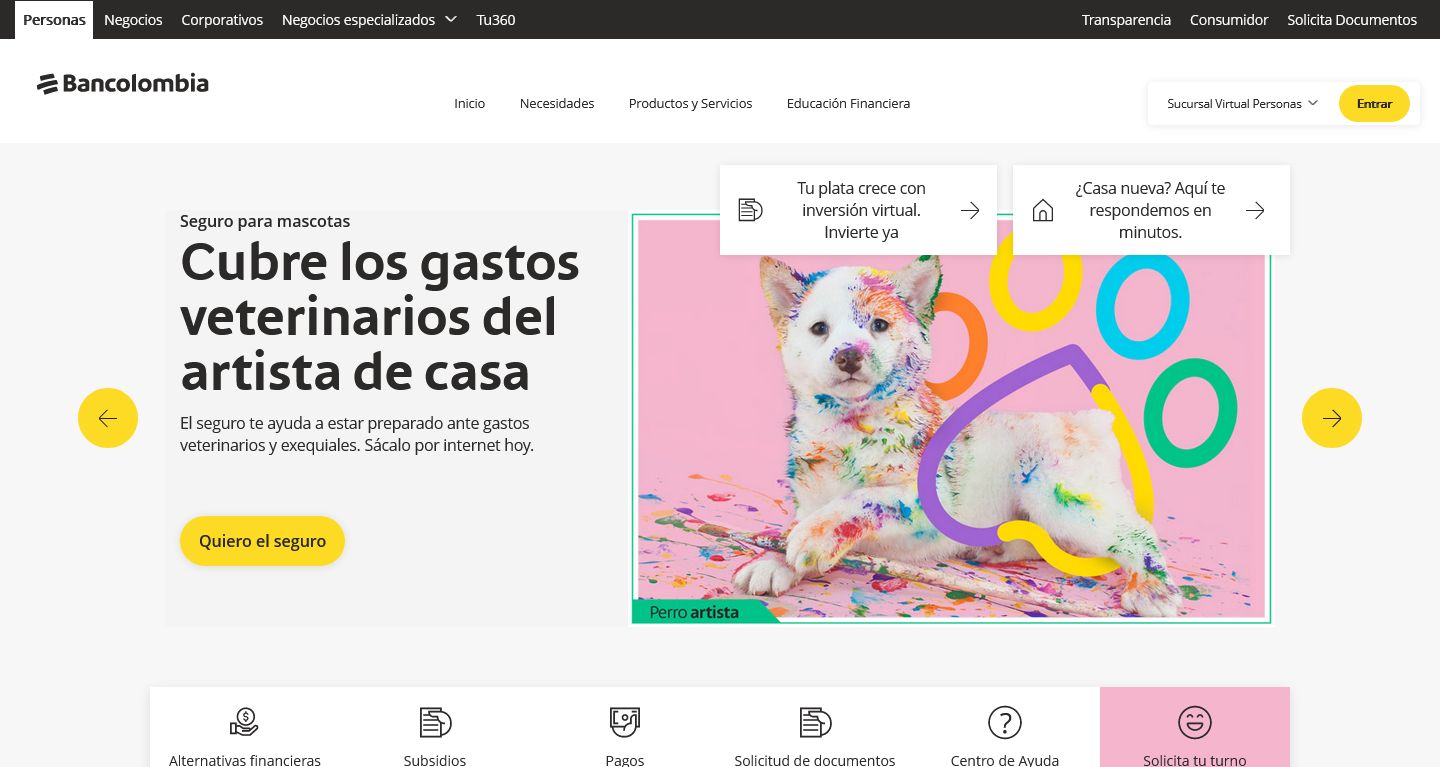 Personas Negocios Corporativos Negocios especializados Tu360 Transparencia Consumidor Solicita Documentos
Bancolombia
Inicio Necesidades Productos y Servicios Educación Financiera
Sucursal Virtual Personas Entrar
Tu plata crece con
inversión virtual.
Invierte ya
¿Casa nueva? Aquí te
respondemos en
minutos.
Seguro para mascotas
Cubre los gastos
veterinarios del
artista de casa
El seguro te ayuda a estar preparado ante gastos
veterinarios y exequiales. Sácalo por internet hoy.
Quiero el seguro
Perro artista
Alternativas financieras Subsidios Pagos Solicitud de documentos Centro de Ayuda Solicita tu turno